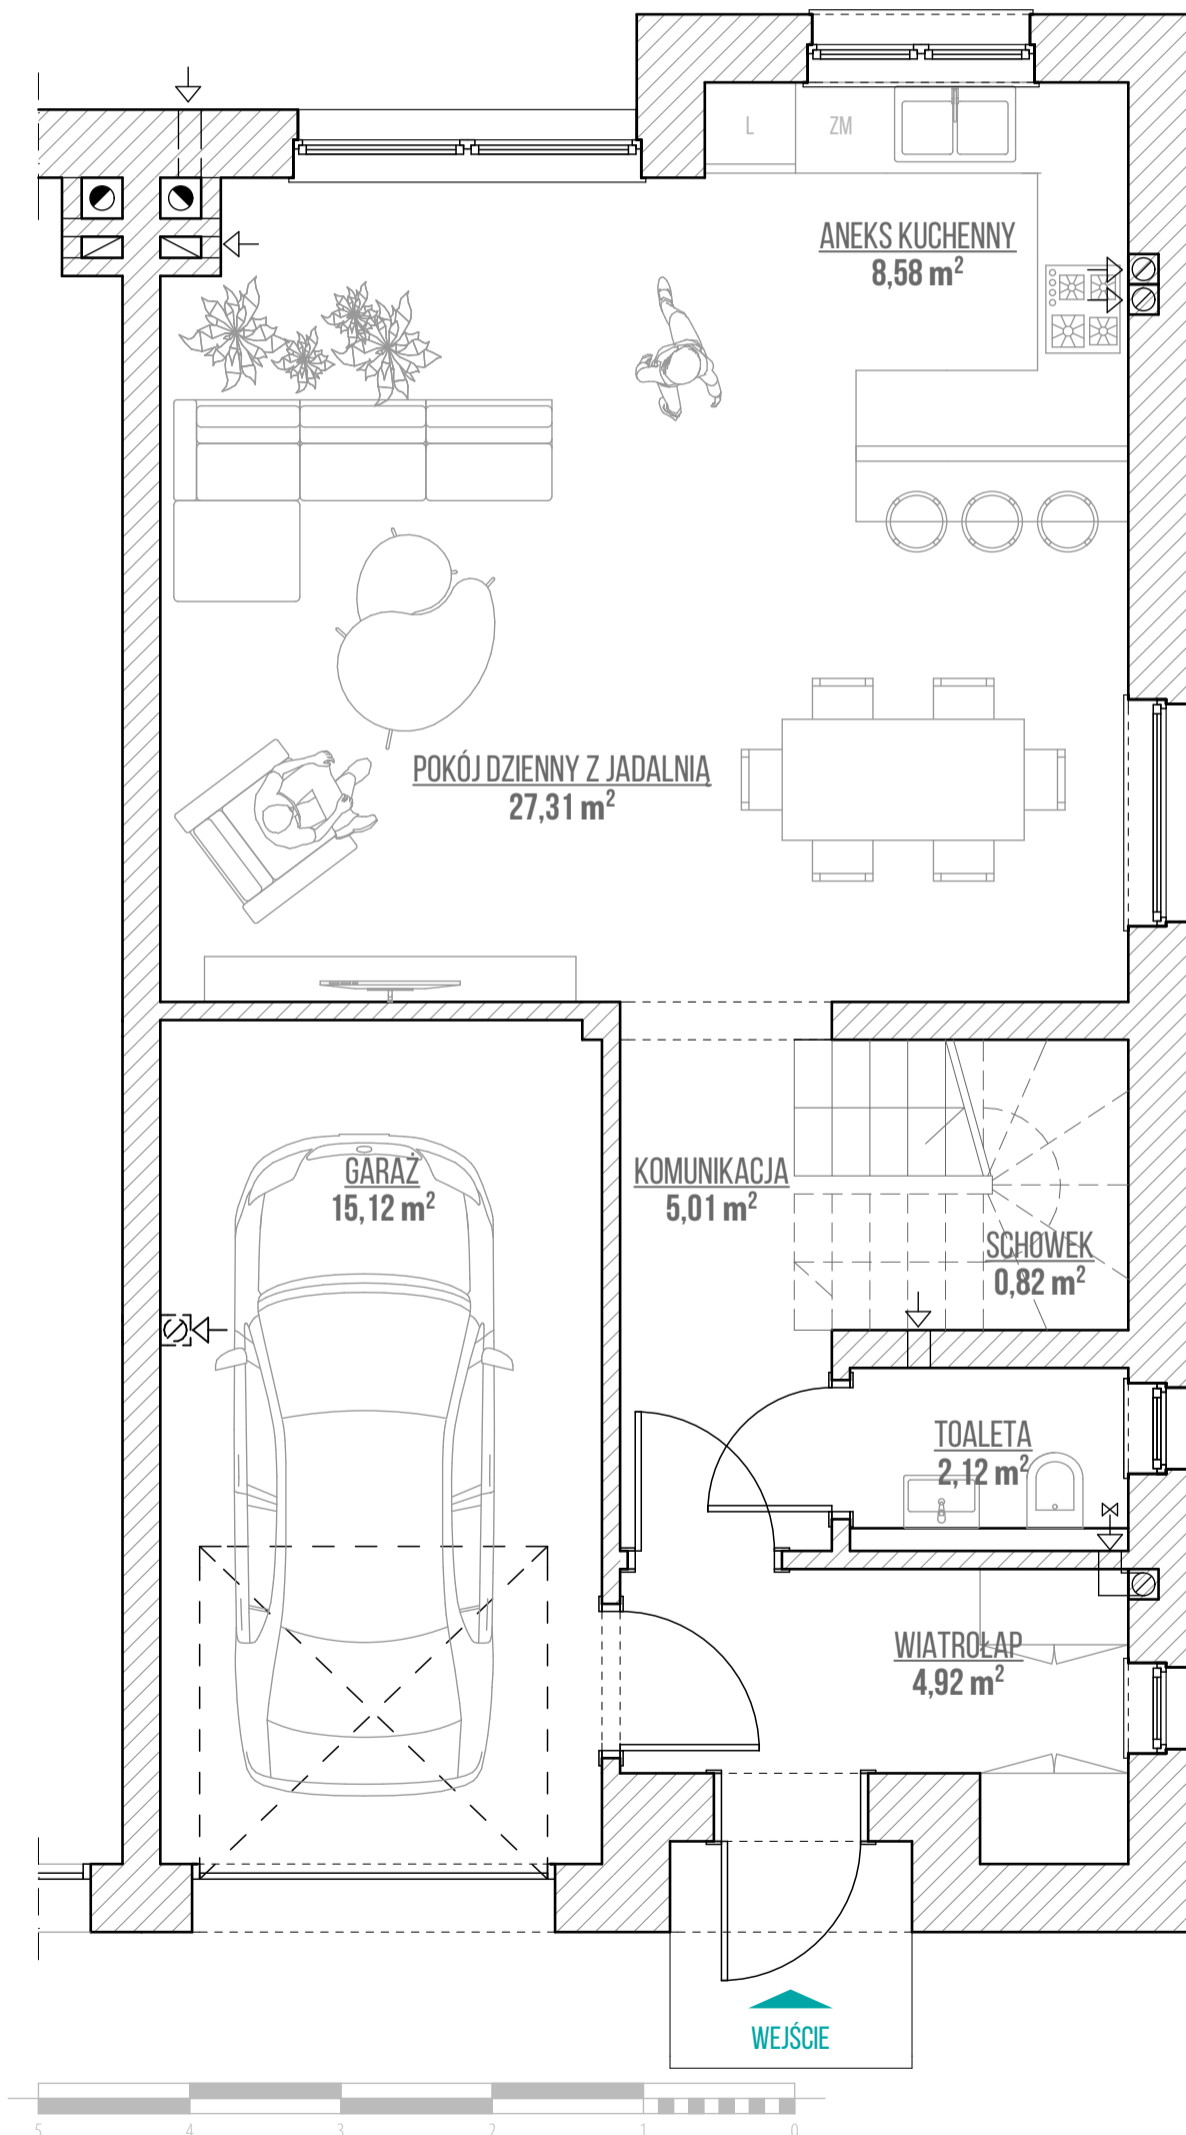 L
ZM
ANEKS KUCHENNY
8,58 m²
POKÓJ DZIENNY Z JADALNIĄ
27,31 m²
GARAŻ
15,12 m²
KOMUNIKACJA
5,01 m²
SCHOWEK
0,82 m²
TOALETA
2,12 m²
WIATROŁAP
4,92 m²
WEJŚCIE
5 4 3 2 1 0